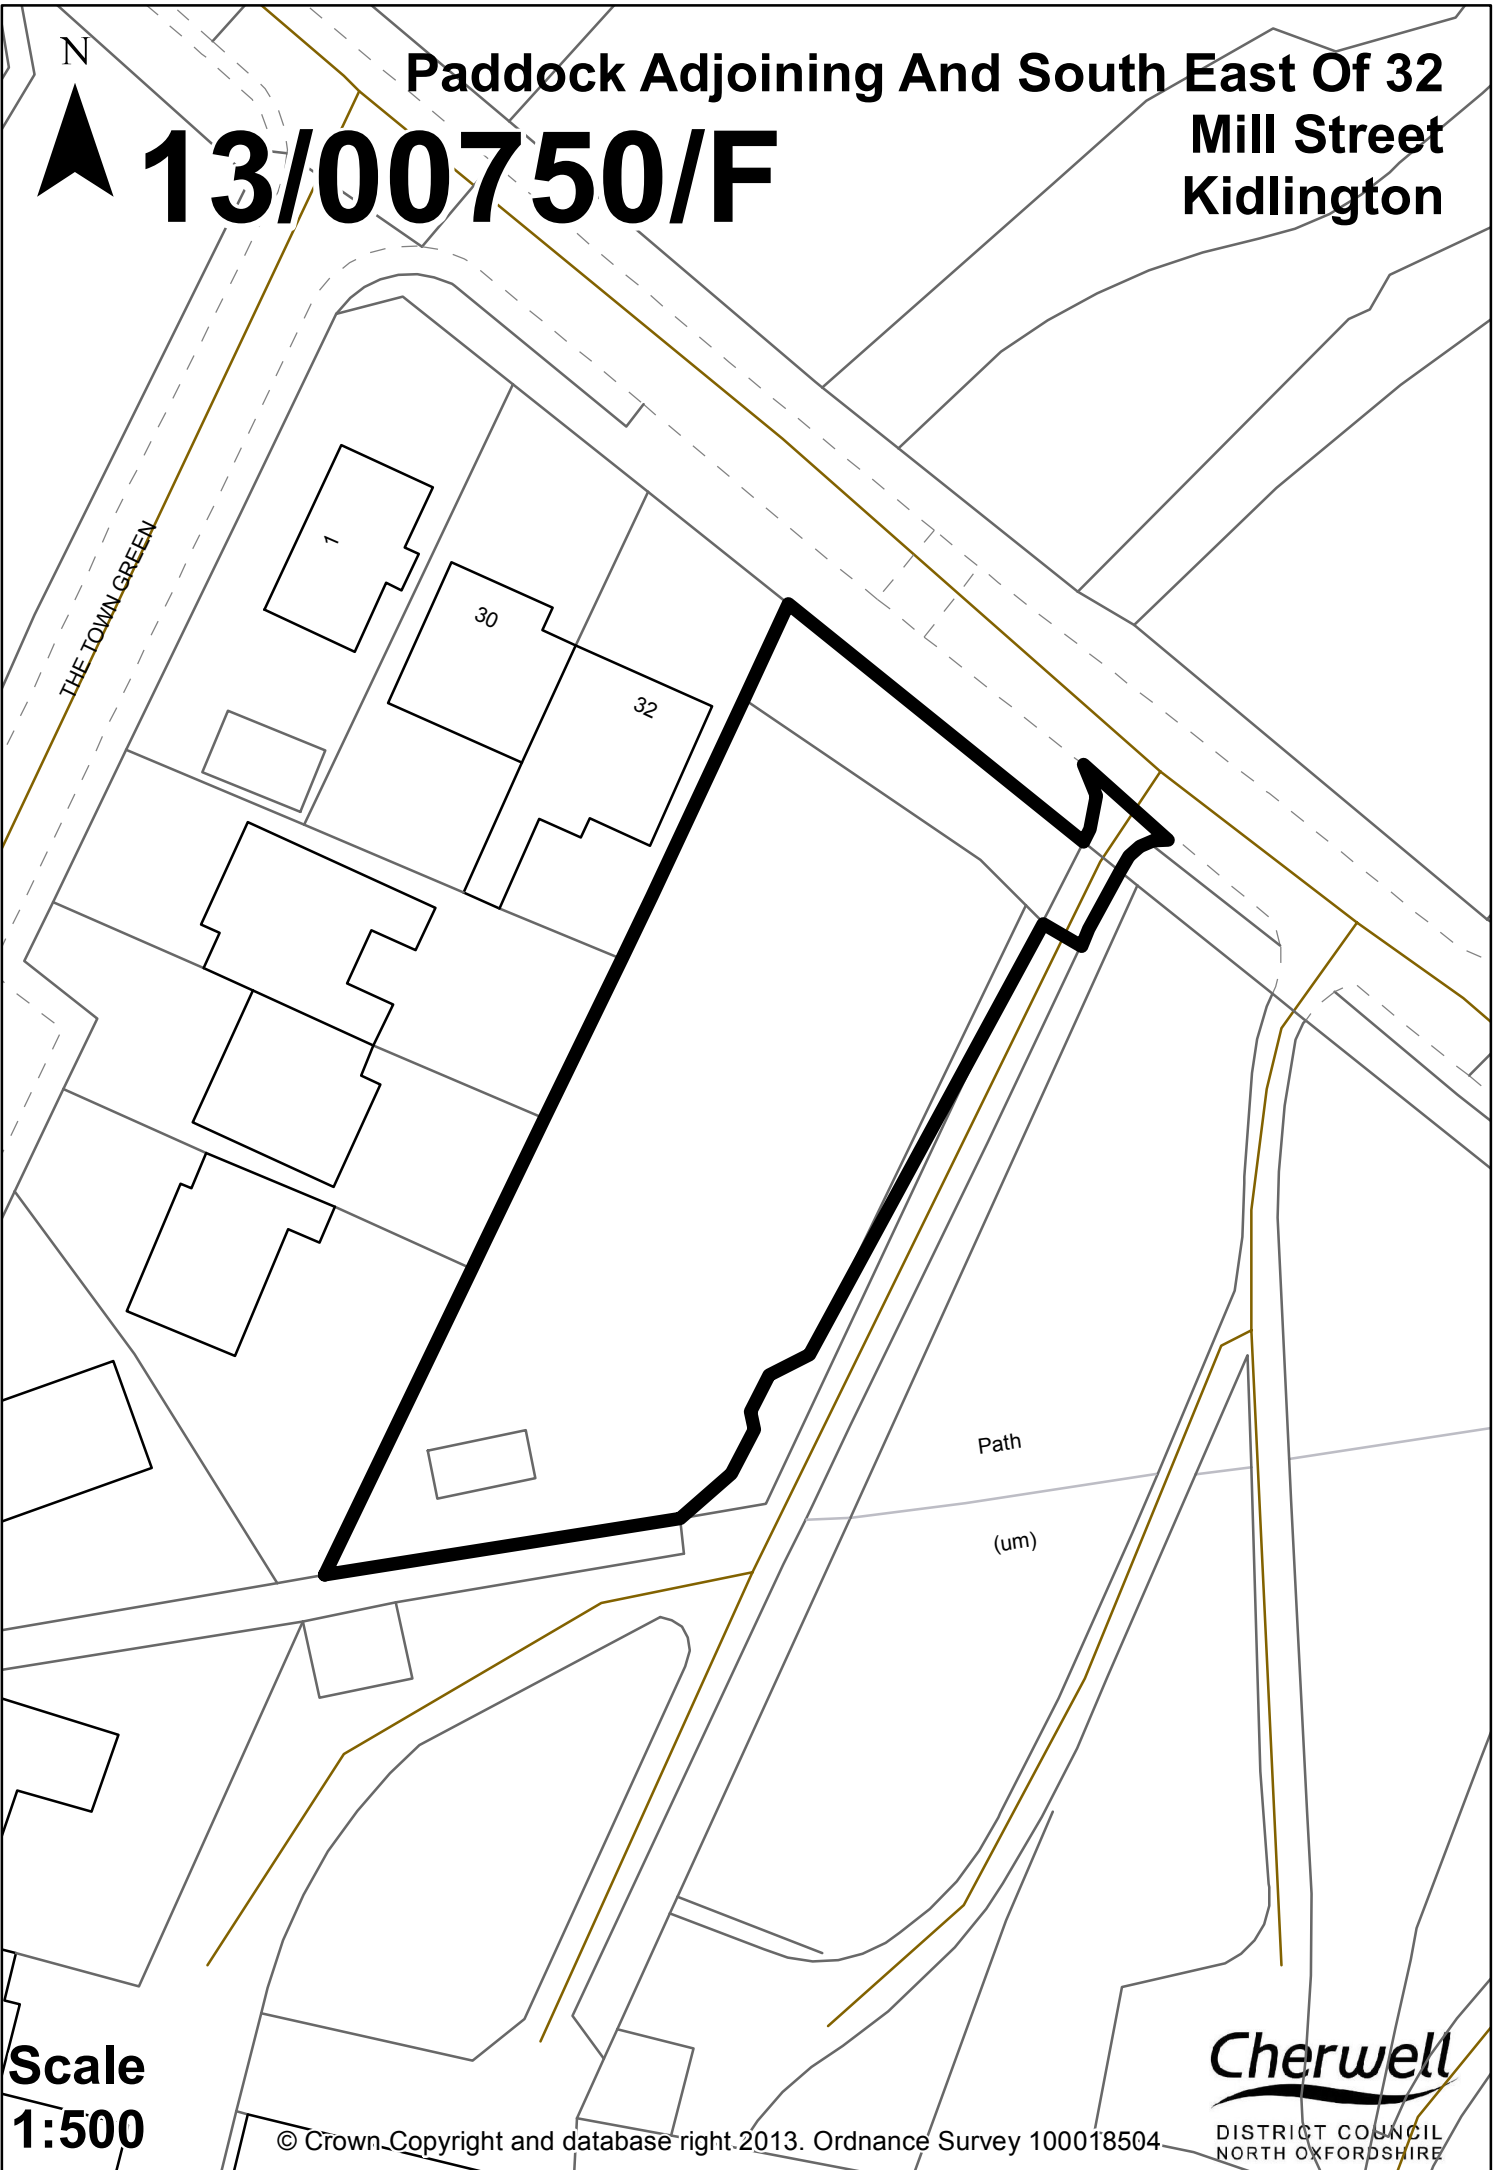 N
Paddock Adjoining And South East Of 32
Mill Street
Kidlington
13/00750/F
THE TOWN GREEN
1
30
32
Path
(um)
Scale
1:500
© Crown Copyright and database right 2013. Ordnance Survey 100018504
Cherwell
DISTRICT COUNCIL
NORTH OXFORDSHIRE